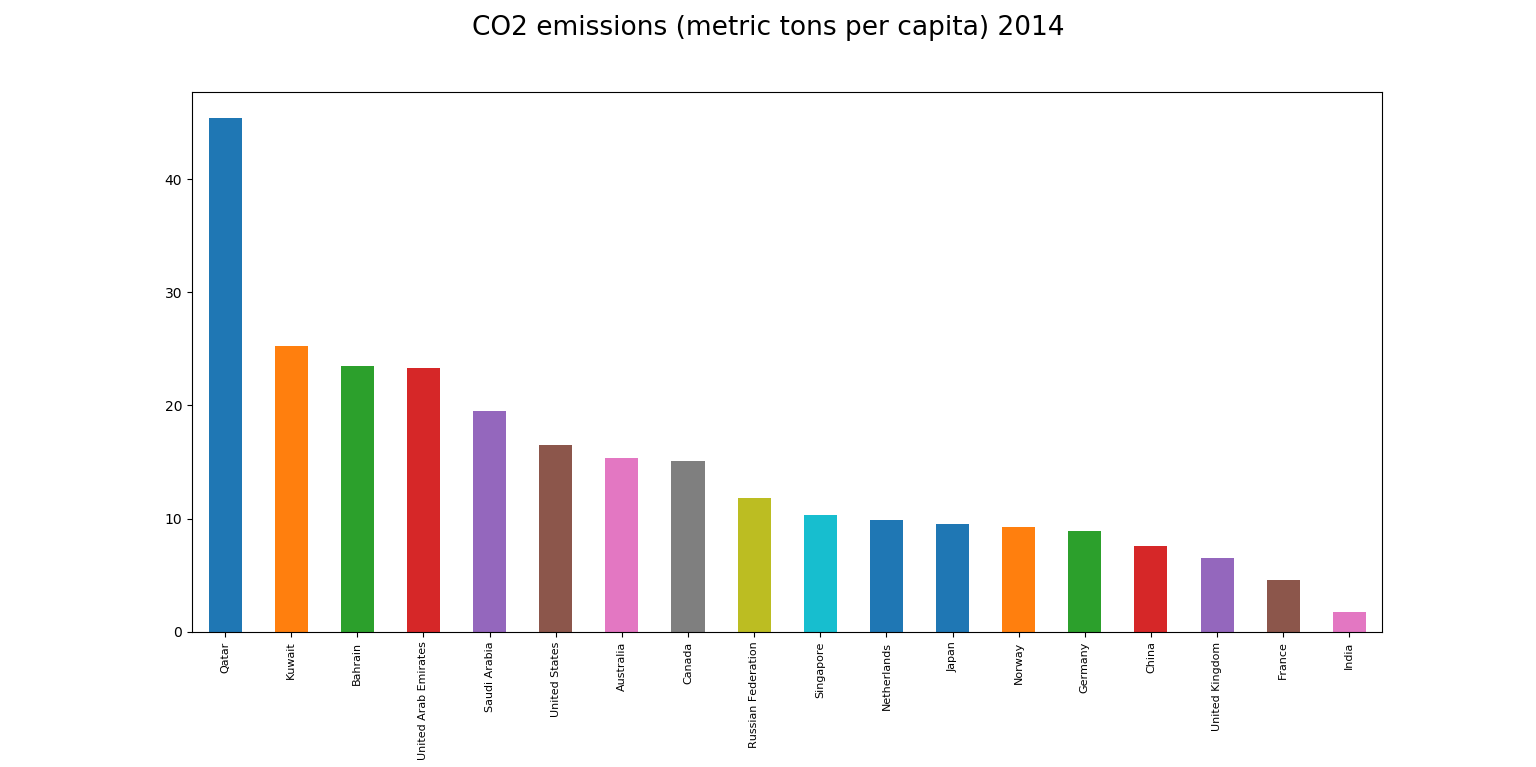 CO2 emissions (metric tons per capita) 2014
40
30
20
10
0
Qatar
Kuwait
Bahrain
United Arab Emirates
Saudi Arabia
United States
Australia
Canada
Russian Federation
Singapore
Netherlands
Japan
Norway
Germany
China
United Kingdom
France
India